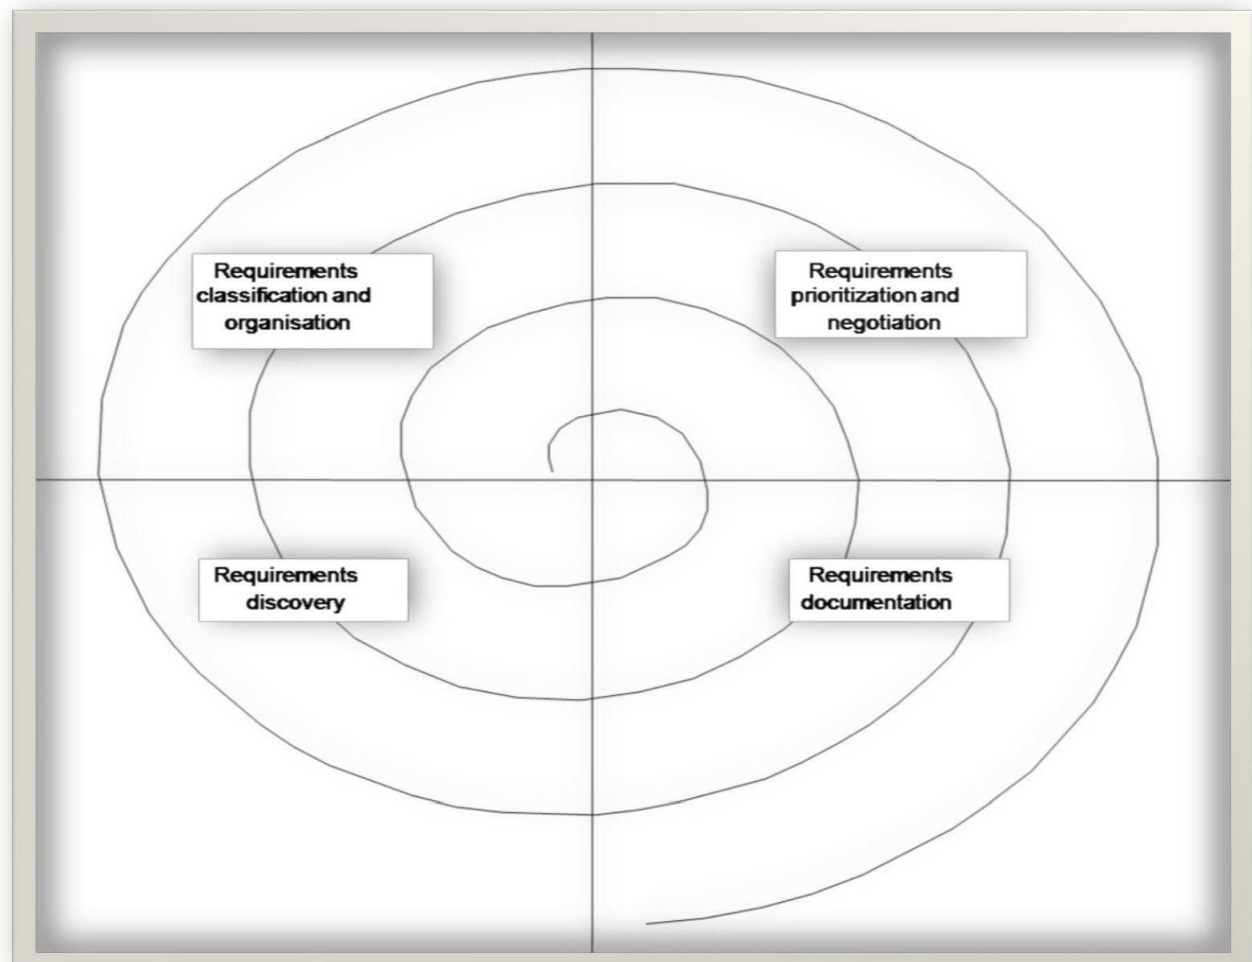 Requirements
classification and
organisation
Requirements
prioritization and
negotiation
Requirements
discovery
Requirements
documentation